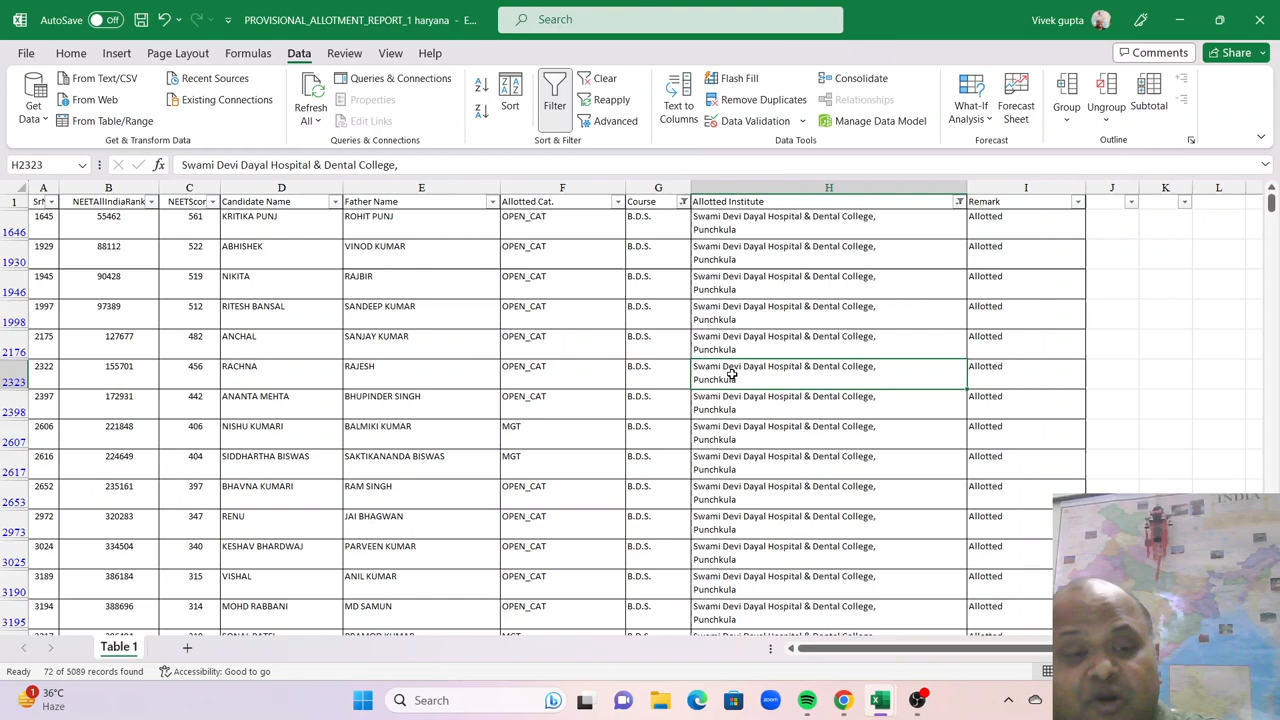 AutoSave Off PROVISIONAL_ALLOTMENT_REPORT_1 haryana - E... Search Vivek gupta
File Home Insert Page Layout Formulas Data Review View Help Comments Share
Get Data From Text/CSV From Web From Table/Range Recent Sources Existing Connections
Get & Transform Data
Refresh All Queries & Connections Properties Edit Links
Queries & Connections
Sort Filter Clear Reapply Advanced
Sort & Filter
Text to Columns Flash Fill Remove Duplicates Data Validation Consolidate Relationships Manage Data Model
Data Tools
What-If Analysis Forecast Sheet
Forecast
Group Ungroup Subtotal
Outline
H2323 fx Swami Devi Dayal Hospital & Dental College,
A B C D E F G H I J K L
1 NEETAllIndiaRank NEETScor Candidate Name Father Name Allotted Cat. Course Allotted Institute Remark
1645 55462 561 KRITIKA PUNJ ROHIT PUNJ OPEN_CAT B.D.S. Swami Devi Dayal Hospital & Dental College, Allotted
1646 Punchkula
1929 88112 522 ABHISHEK VINOD KUMAR OPEN_CAT B.D.S. Swami Devi Dayal Hospital & Dental College, Allotted
1930 Punchkula
1945 90428 519 NIKITA RAJBIR OPEN_CAT B.D.S. Swami Devi Dayal Hospital & Dental College, Allotted
1946 Punchkula
1997 97389 512 RITESH BANSAL SANDEEP KUMAR OPEN_CAT B.D.S. Swami Devi Dayal Hospital & Dental College, Allotted
1998 Punchkula
2175 127677 482 ANCHAL SANJAY KUMAR OPEN_CAT B.D.S. Swami Devi Dayal Hospital & Dental College, Allotted
2176 Punchkula
2322 155701 456 RACHNA RAJESH OPEN_CAT B.D.S. Swami Devi Dayal Hospital & Dental College, Allotted
2323 Punchkula
2397 172931 442 ANANTA MEHTA BHUPINDER SINGH OPEN_CAT B.D.S. Swami Devi Dayal Hospital & Dental College, Allotted
2398 Punchkula
2606 221848 406 NISHU KUMARI BALMIKI KUMAR MGT B.D.S. Swami Devi Dayal Hospital & Dental College, Allotted
2607 Punchkula
2616 224649 404 SIDDHARTHA BISWAS SAKTIKANANDA BISWAS MGT B.D.S. Swami Devi Dayal Hospital & Dental College, Allotted
2617 Punchkula
2652 235161 397 BHAVNA KUMARI RAM SINGH OPEN_CAT B.D.S. Swami Devi Dayal Hospital & Dental College, Allotted
2653 Punchkula
2972 320283 347 RENU JAI BHAGWAN OPEN_CAT B.D.S. Swami Devi Dayal Hospital & Dental College, Allotted
2973 Punchkula
3024 334504 340 KESHAV BHARDWAJ PARVEEN KUMAR OPEN_CAT B.D.S. Swami Devi Dayal Hospital & Dental College, Allotted
3025 Punchkula
3189 386184 315 VISHAL ANIL KUMAR OPEN_CAT B.D.S. Swami Devi Dayal Hospital & Dental College, Allotted
3190 Punchkula
3194 388696 314 MOHD RABBANI MD SAMUN OPEN_CAT B.D.S. Swami Devi Dayal Hospital & Dental College, Allotted
3195 Punchkula
INDIA
Table 1
Ready 72 of 5089 records found Accessibility: Good to go
1 36°C Search
Haze